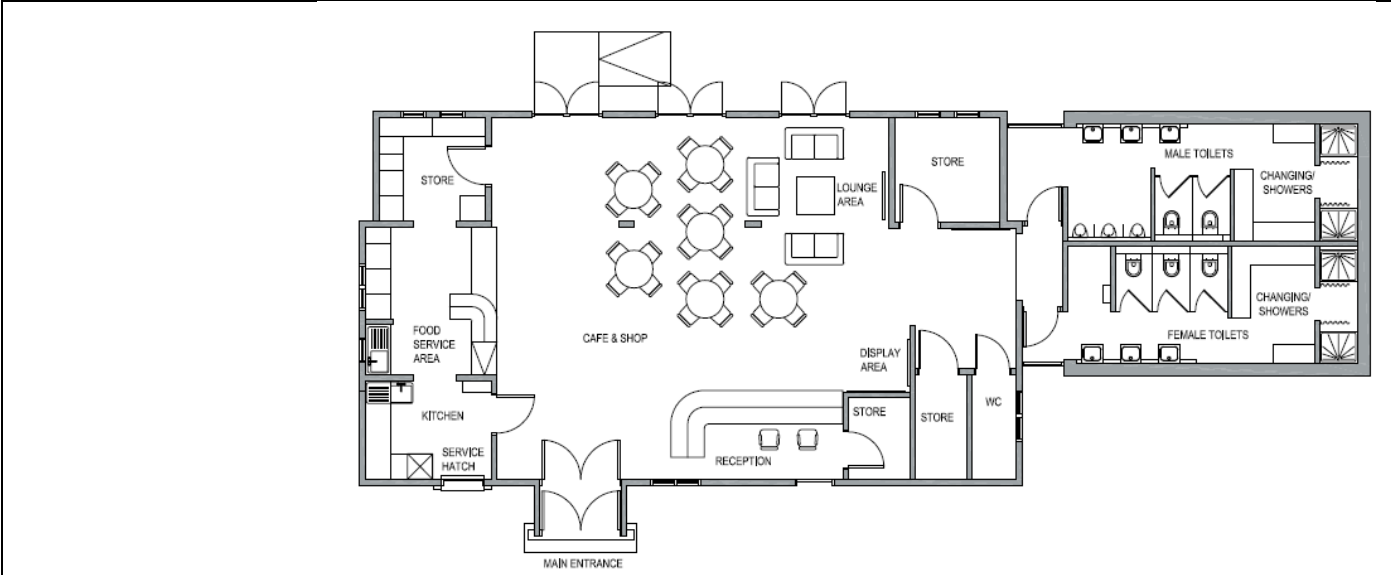 STORE
LOUNGE
AREA
STORE
MALE TOILETS
CHANGING/
SHOWERS
FOOD
SERVICE
AREA
CAFE & SHOP
DISPLAY
AREA
CHANGING/
SHOWERS
FEMALE TOILETS
KITCHEN
SERVICE
HATCH
RECEPTION
STORE
STORE
WC
MAIN ENTRANCE